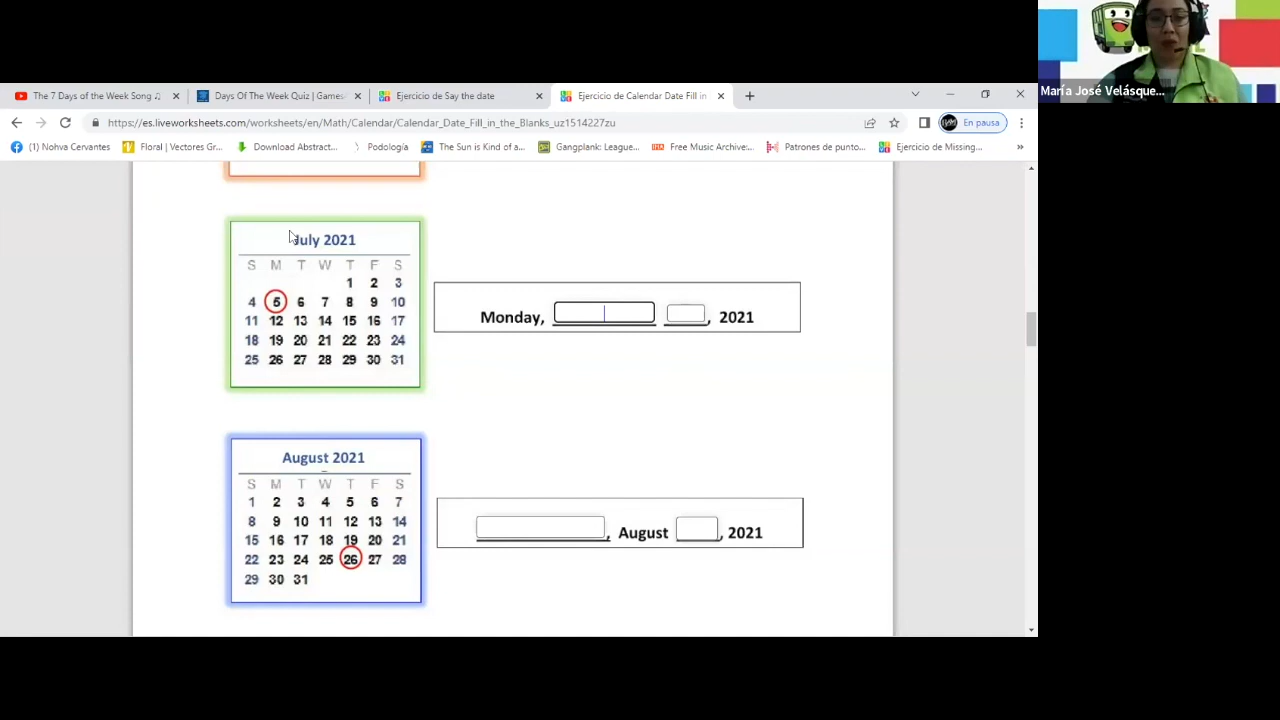 The 7 Days of the Week Song ♫
Days Of The Week Quiz | Games
Ejercicio de Say the date
Ejercicio de Calendar Date Fill in
https://es.liveworksheets.com/worksheets/en/Math/Calendar/Calendar_Date_Fill_in_the_Blanks_uz1514227zu
En pausa
(1) Nohva Cervantes
Floral | Vectores Gr...
Download Abstract...
Podología
The Sun is Kind of a...
Gangplank: League...
Free Music Archive:...
Patrones de punto...
Ejercicio de Missing...
María José Velásque...
July 2021
S M T W T F S
1 2 3
4 5 6 7 8 9 10
11 12 13 14 15 16 17
18 19 20 21 22 23 24
25 26 27 28 29 30 31
Monday, , 2021
August 2021
S M T W T F S
1 2 3 4 5 6 7
8 9 10 11 12 13 14
15 16 17 18 19 20 21
22 23 24 25 26 27 28
29 30 31
, August , 2021